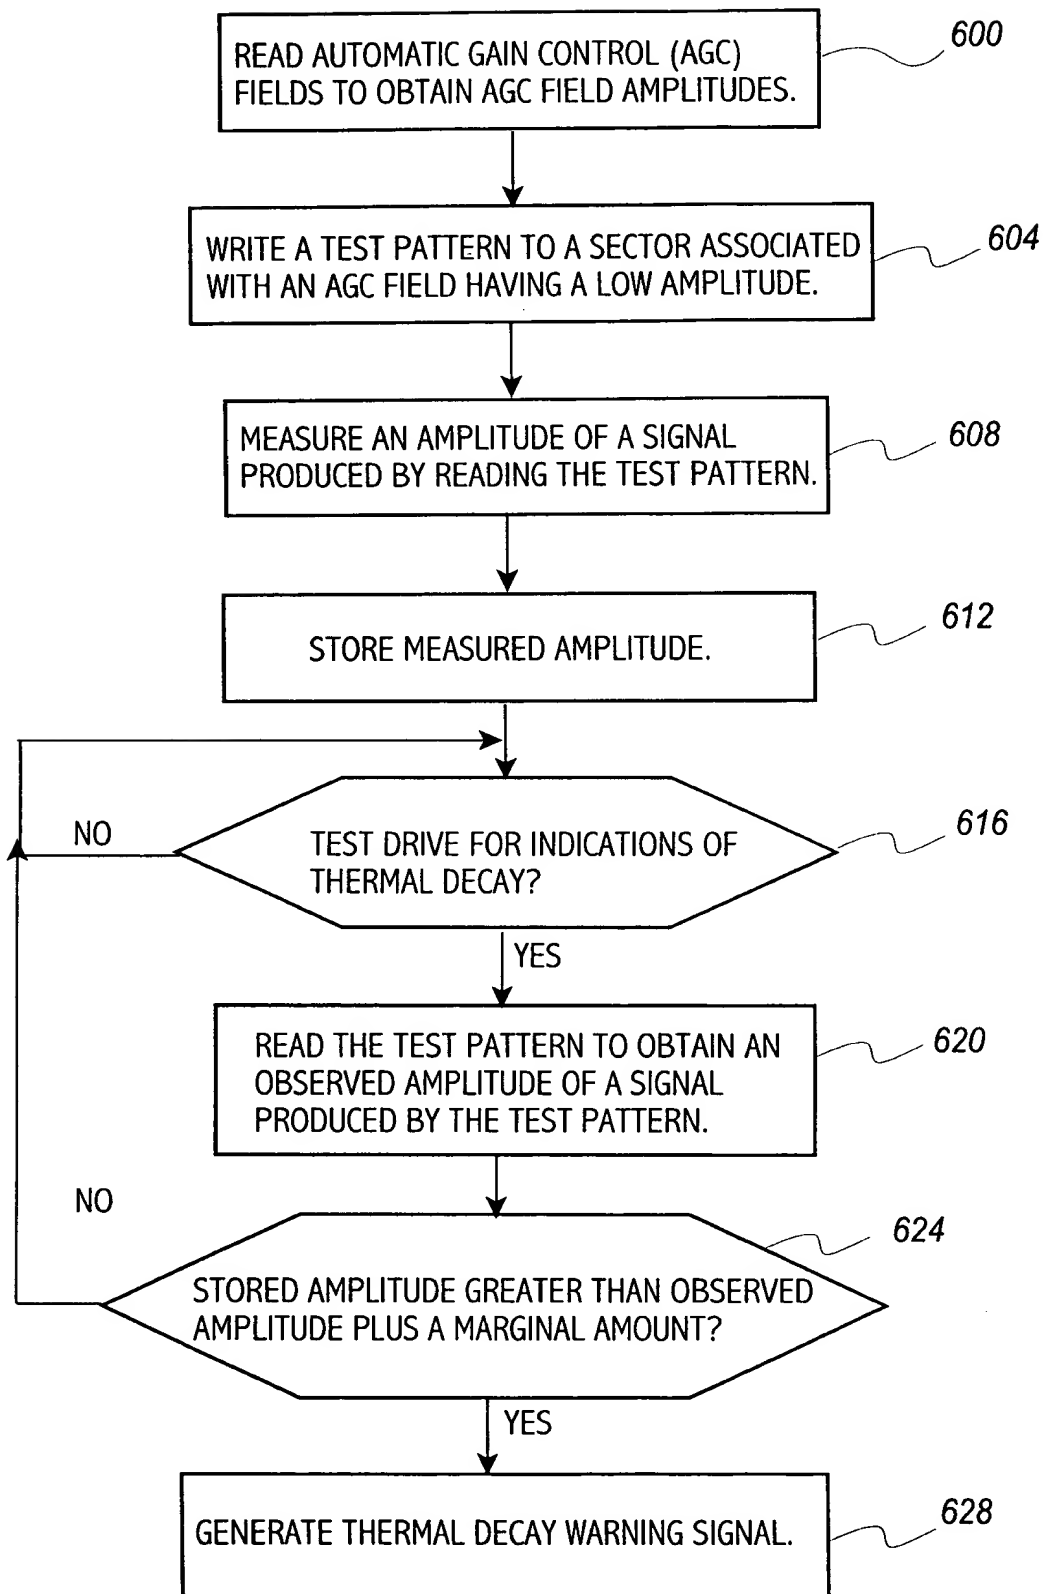 READ AUTOMATIC GAIN CONTROL (AGC)
FIELDS TO OBTAIN AGC FIELD AMPLITUDES.
600
WRITE A TEST PATTERN TO A SECTOR ASSOCIATED
WITH AN AGC FIELD HAVING A LOW AMPLITUDE.
604
MEASURE AN AMPLITUDE OF A SIGNAL
PRODUCED BY READING THE TEST PATTERN.
608
STORE MEASURED AMPLITUDE.
612
NO
TEST DRIVE FOR INDICATIONS OF
THERMAL DECAY?
616
YES
READ THE TEST PATTERN TO OBTAIN AN
OBSERVED AMPLITUDE OF A SIGNAL
PRODUCED BY THE TEST PATTERN.
620
NO
STORED AMPLITUDE GREATER THAN OBSERVED
AMPLITUDE PLUS A MARGINAL AMOUNT?
624
YES
GENERATE THERMAL DECAY WARNING SIGNAL.
628